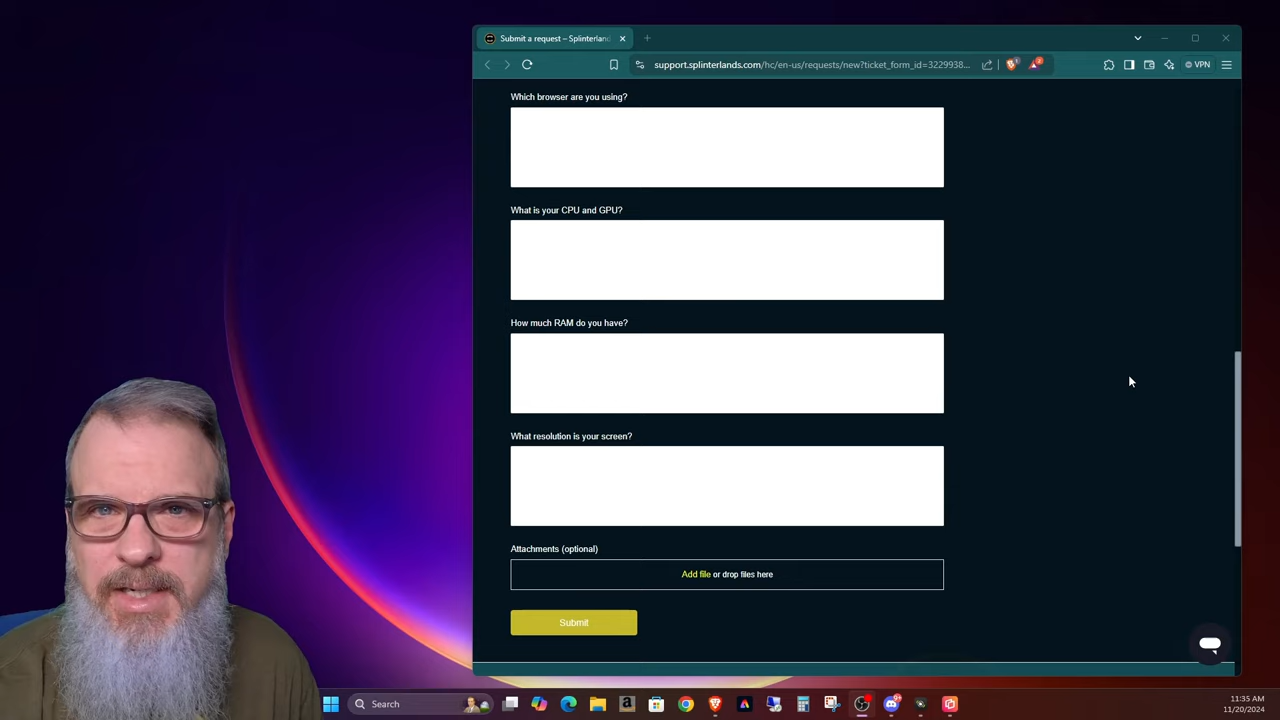 Submit a request – Splinterland
support.splinterlands.com/hc/en-us/requests/new?ticket_form_id=3229938...
VPN
Which browser are you using?
What is your CPU and GPU?
How much RAM do you have?
What resolution is your screen?
Attachments (optional)
Add file or drop files here
Submit
Search
11:35 AM
11/20/2024